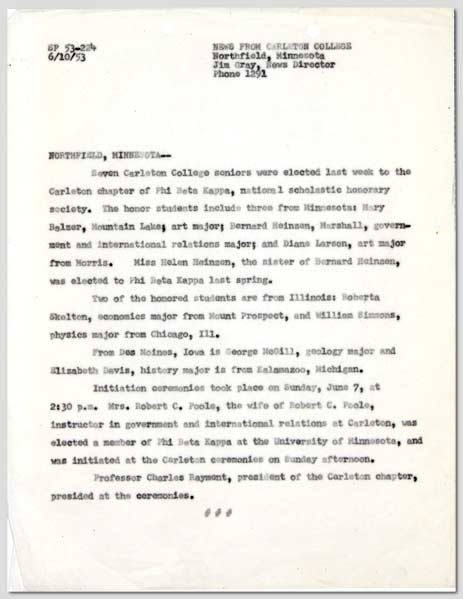 SP 53-224
6/10/53
NEWS FROM CARLETON COLLEGE
Northfield, Minnesota
Jim Gray, News Director
Phone 1291
NORTHFIELD, MINNESOTA--
Seven Carleton College seniors were elected last week to the
Carleton chapter of Phi Beta Kappa, national scholastic honorary
society. The honor students include three from Minnesota: Mary
Balzer, Mountain Lake; art major; Bernard Heinzen, Marshall, govern-
ment and international relations major; and Diane Larson, art major
from Morris. Miss Helen Heinzen, the sister of Bernard Heinzen,
was elected to Phi Beta Kappa last spring.
Two of the honored students are from Illinois: Roberta
Skelton, economics major from Mount Prospect, and William Simmons,
physics major from Chicago, Ill.
From Des Moines, Iowa is George McGill, geology major and
Elizabeth Davis, history major is from Kalamazoo, Michigan.
Initiation ceremonies took place on Sunday, June 7, at
2:30 p.m. Mrs. Robert C. Poole, the wife of Robert C. Poole,
instructor in government and international relations at Carleton, was
elected a member of Phi Beta Kappa at the University of Minnesota, and
was initiated at the Carleton ceremonies on Sunday afternoon.
Professor Charles Rayment, president of the Carleton chapter,
presided at the ceremonies.
# # #